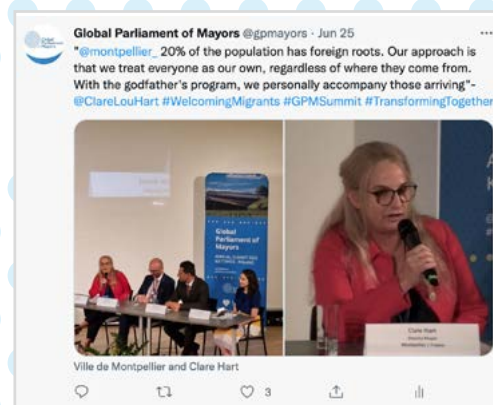 Global Parliament of Mayors @gpmayors · Jun 25
"@montpellier_ 20% of the population has foreign roots. Our approach is
that we treat everyone as our own, regardless of where they come from.
With the godfather's program, we personally accompany those arriving"-
@ClareLouHart #WelcomingMigrants #GPMSummit #TransformingTogether
Global
Parliament of
Mayors
Clare Hart
Ville de Montpellier and Clare Hart
3